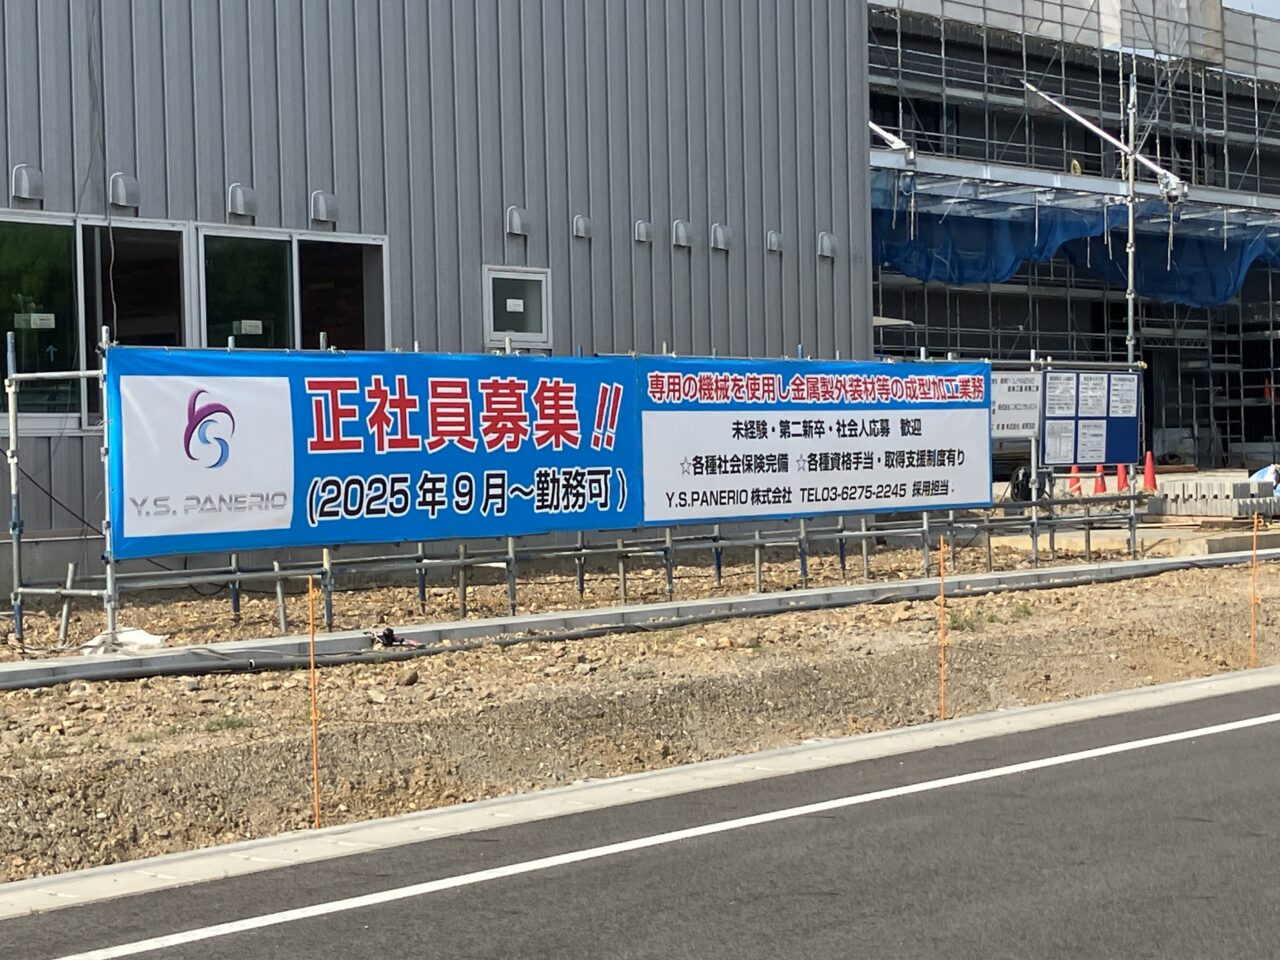 Y.S. PANERIO
正社員募集!!
(2025年9月~勤務可)
専用の機械を使用し金属製外装材等の成型加工業務
未経験・第二新卒・社会人応募 歓迎
☆各種社会保険完備 ☆各種資格手当・取得支援制度有り
Y.S.PANERIO 株式会社 TEL03-6275-2245 採用担当.